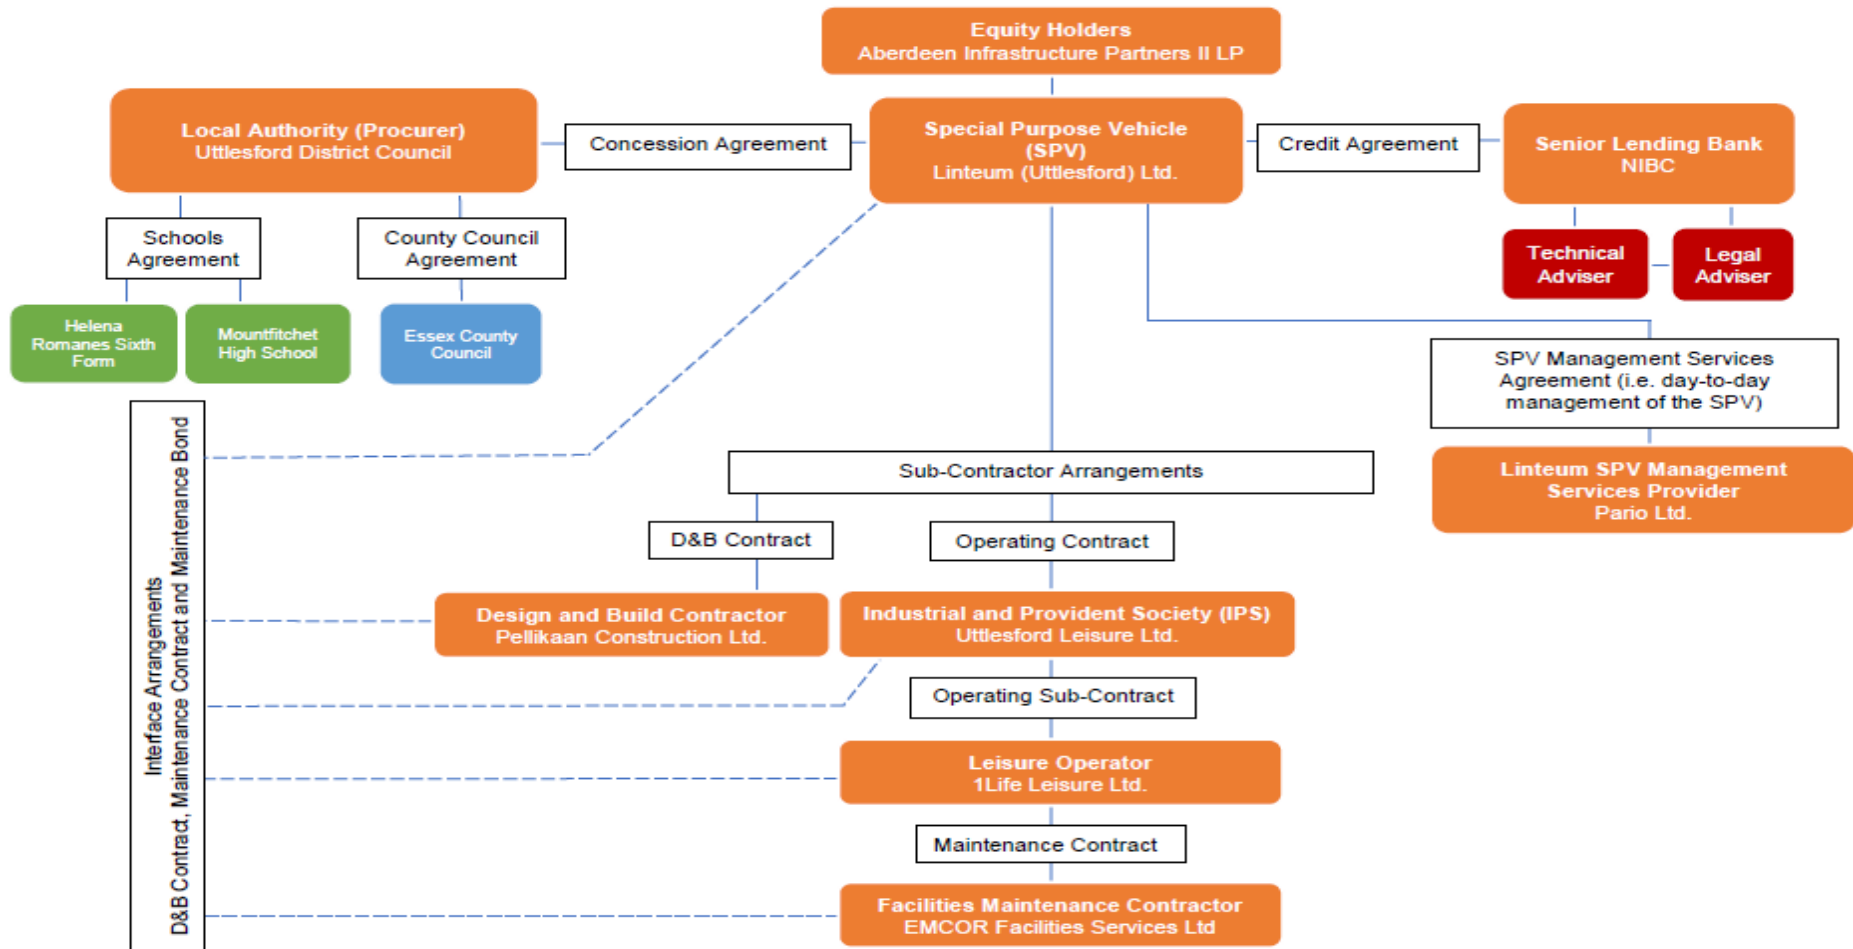 Equity Holders
Aberdeen Infrastructure Partners II LP
Local Authority (Procurer)
Uttlesford District Council
Concession Agreement
Special Purpose Vehicle
(SPV)
Linteum (Uttlesford) Ltd.
Credit Agreement
Senior Lending Bank
NIBC
Schools
Agreement
County Council
Agreement
Technical
Adviser
Legal
Adviser
Helena
Romanes Sixth
Form
Mountfitchet
High School
Essex County
Council
SPV Management Services
Agreement (i.e. day-to-day
management of the SPV)
Linteum SPV Management
Services Provider
Pario Ltd.
Interface Arrangements
D&B Contract, Maintenance Contract and Maintenance Bond
Sub-Contractor Arrangements
D&B Contract
Operating Contract
Design and Build Contractor
Pellikaan Construction Ltd.
Industrial and Provident Society (IPS)
Uttlesford Leisure Ltd.
Operating Sub-Contract
Leisure Operator
1Life Leisure Ltd.
Maintenance Contract
Facilities Maintenance Contractor
EMCOR Facilities Services Ltd